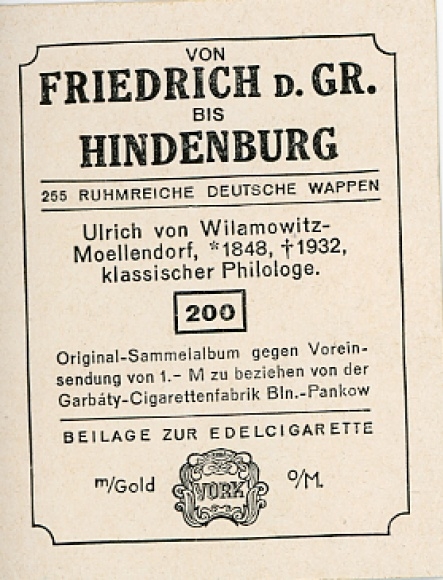 VON
FRIEDRICH D. GR.
BIS
HINDENBURG
255 RUHMREICHE DEUTSCHE WAPPEN
Ulrich von Wilamowitz-
Moellendorf, *1848, †1932,
klassischer Philologe.
200
Original-Sammelalbum gegen Vorein-
sendung von 1.- M zu beziehen von der
Garbáty-Cigarettenfabrik Bln.-Pankow
BEILAGE ZUR EDELCIGARETTE
m/Gold YORK o/M.